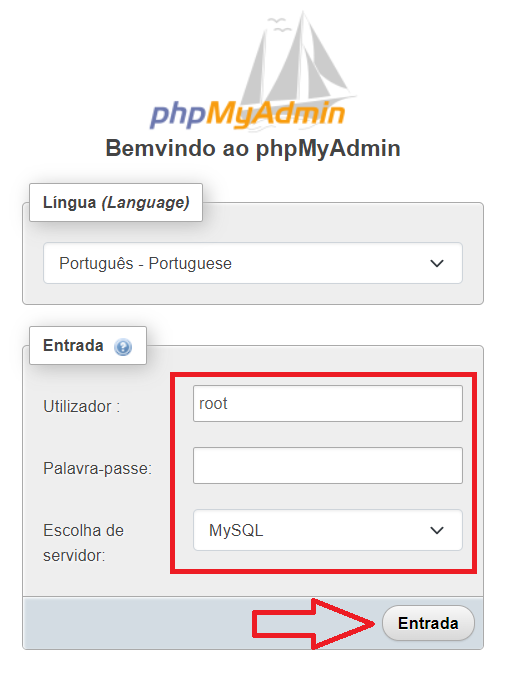 phpMyAdmin
Bemvindo ao phpMyAdmin
Língua (Language)
Português - Portuguese
Entrada
Utilizador :
root
Palavra-passe:
Escolha de
servidor:
MySQL
Entrada